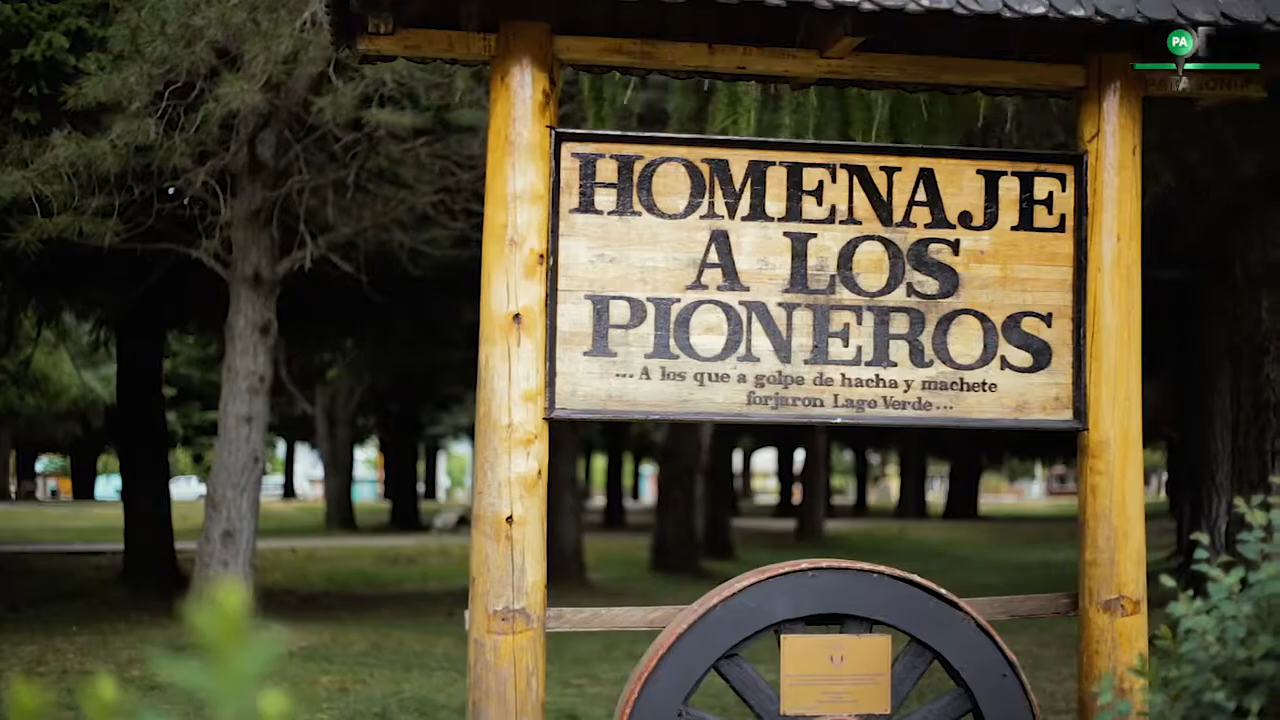 PA
HOMENAJE
A LOS
PIONEROS
...A los que a golpe de hacha y machete
forjaron Lago Verde...